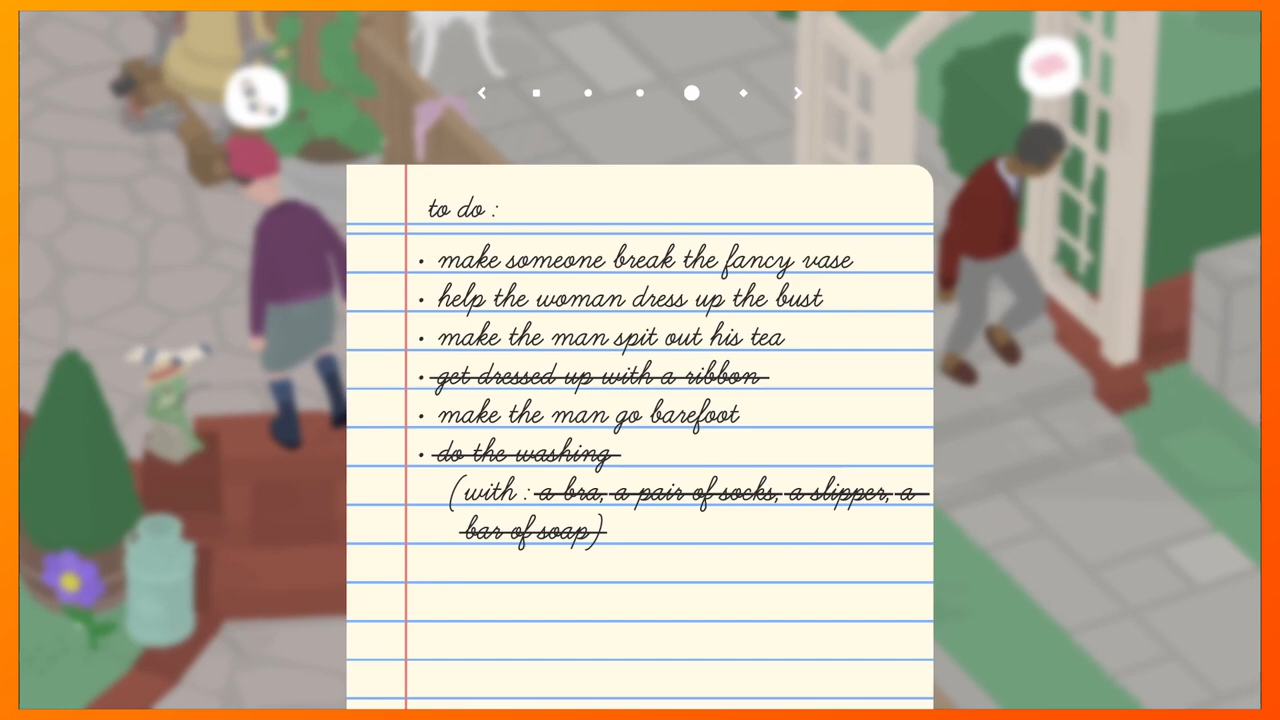 to do :
• make someone break the fancy vase
• help the woman dress up the bust
• make the man spit out his tea
• get dressed up with a ribbon
• make the man go barefoot
• do the washing
(with : a bra, a pair of socks, a slipper, a
bar of soap)